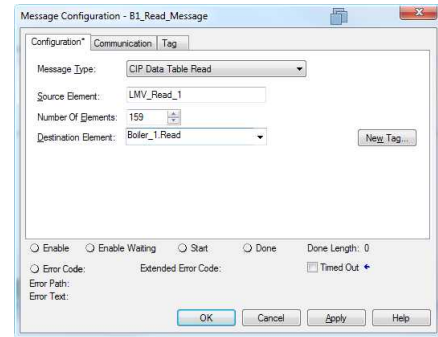 Message Configuration - B1_Read_Message
Configuration* Communication Tag
Message Type: CIP Data Table Read
Source Element: LMV_Read_1
Number Of Elements: 159
Destination Element: Boiler_1.Read New Tag...
Enable Enable Waiting Start Done Done Length: 0
Error Code: Extended Error Code: Timed Out
Error Path:
Error Text:
OK Cancel Apply Help